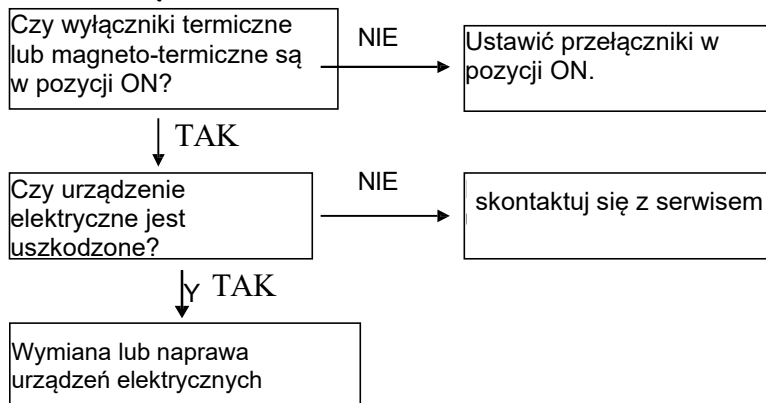 Czy wyłączniki termiczne
lub magneto-termiczne są
w pozycji ON?
NIE
Ustawić przełączniki w
pozycji ON.
TAK
Czy urządzenie
elektryczne jest
uszkodzone?
NIE
skontaktuj się z serwisem
Y TAK
Wymiana lub naprawa
urządzeń elektrycznych